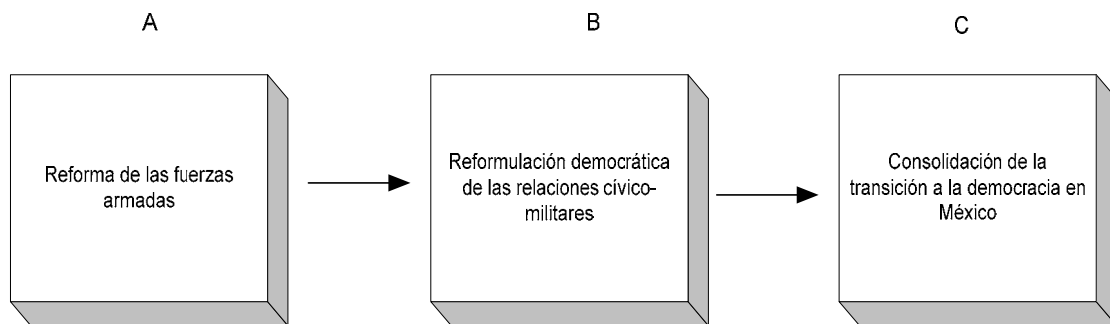 A
B
C
Reforma de las fuerzas
armadas
Reformulación democrática
de las relaciones cívico-
militares
Consolidación de la
transición a la democracia en
México